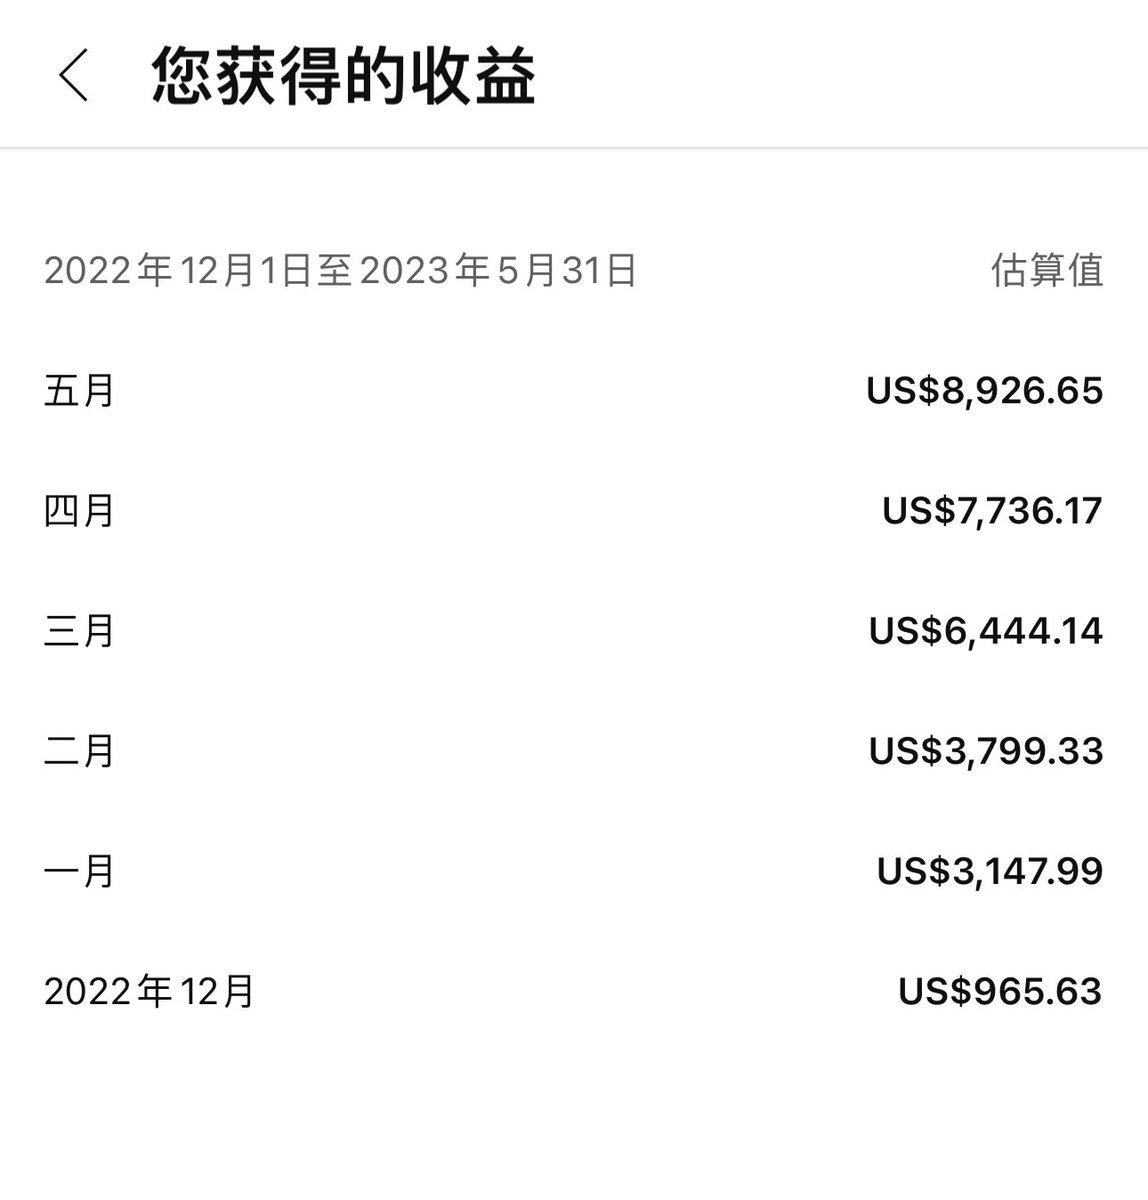 您获得的收益
2022年12月1日至2023年5月31日 估算值
五月 US$8,926.65
四月 US$7,736.17
三月 US$6,444.14
二月 US$3,799.33
一月 US$3,147.99
2022年12月 US$965.63